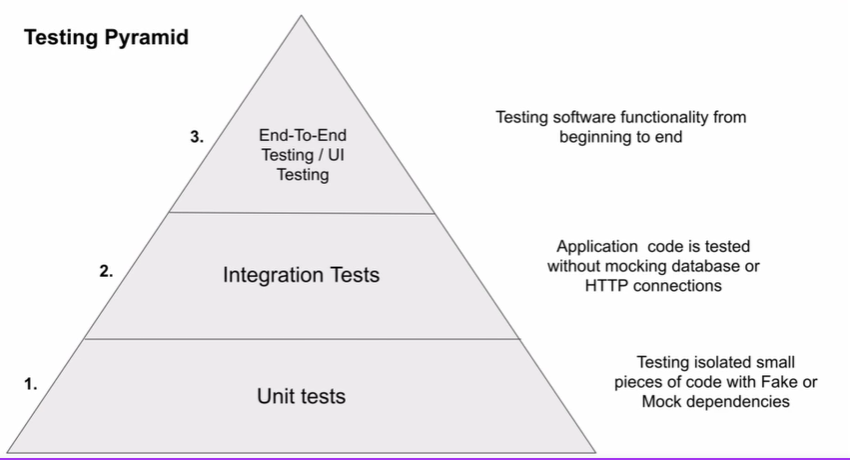 Testing Pyramid
3.
End-To-End
Testing / UI
Testing
Testing software functionality from
beginning to end
2.
Integration Tests
Application code is tested
without mocking database or
HTTP connections
1.
Unit tests
Testing isolated small
pieces of code with Fake or
Mock dependencies